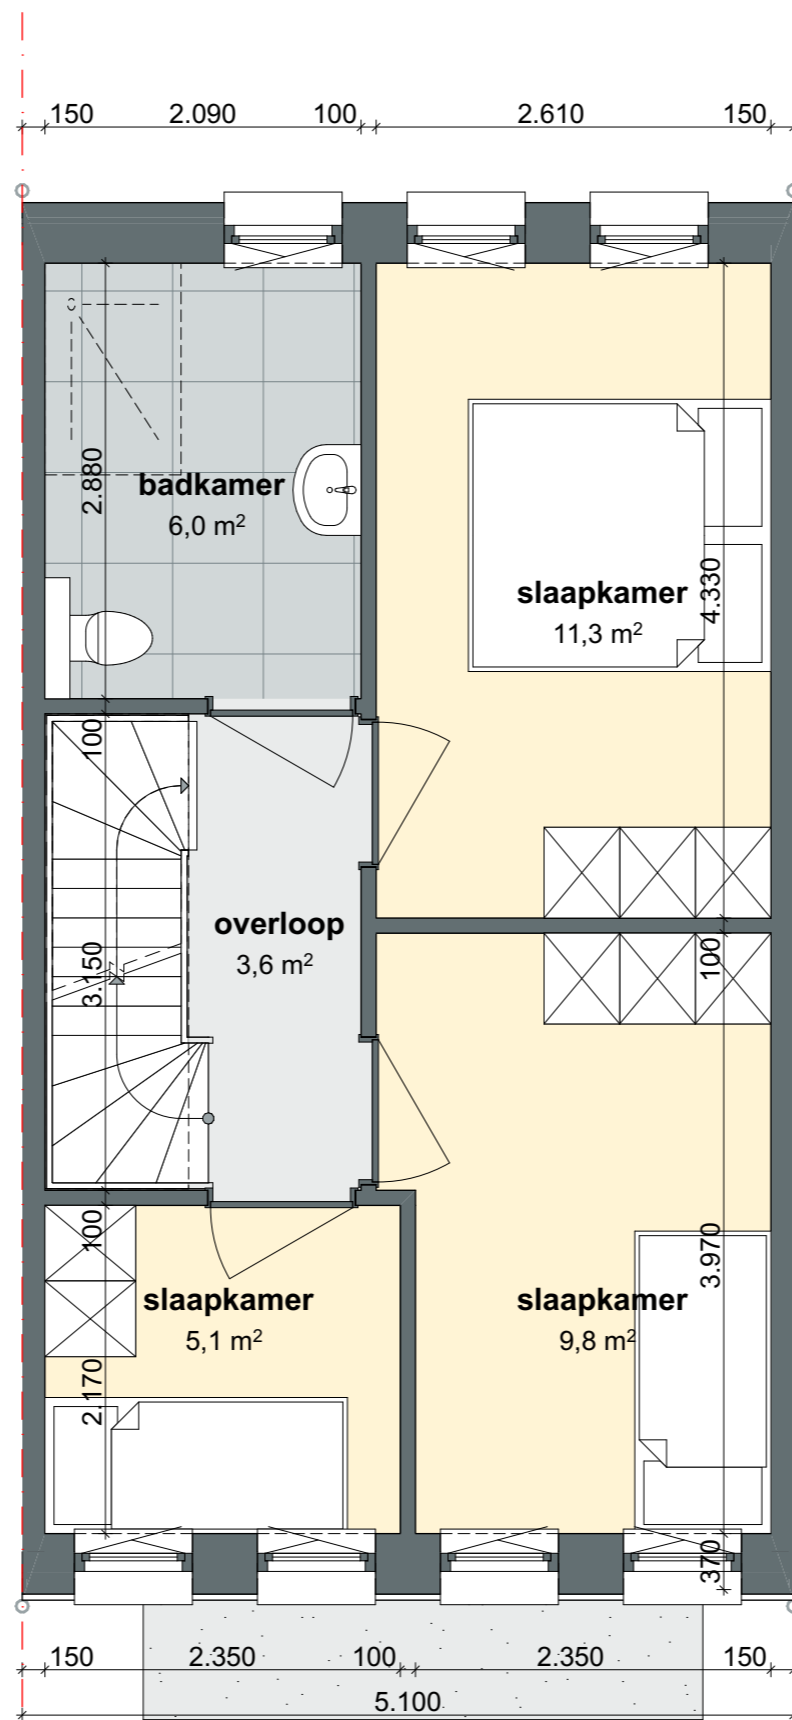 150 2.090 100 2.610 150
2.880
badkamer
6,0 m²
slaapkamer
11,3 m²
4.330
100
overloop
3,6 m²
3.150
100
100
slaapkamer
5,1 m²
slaapkamer
9,8 m²
3.970
2.170
370
150 2.350 100 2.350 150
5.100